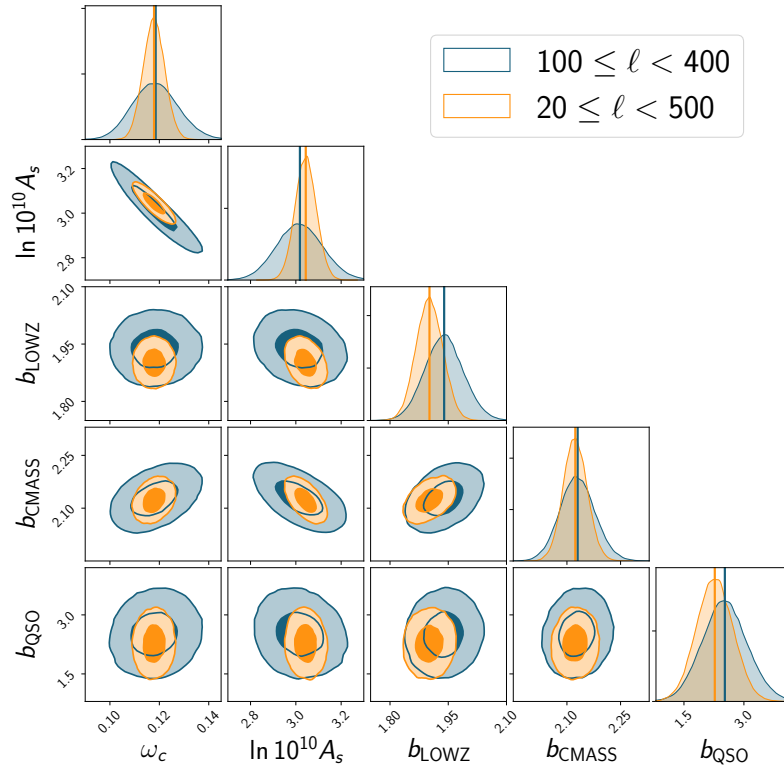 100 ≤ ℓ < 400
20 ≤ ℓ < 500
ln 10^{10}A_s
3.2
3.0
2.8
b_LOWZ
2.10
1.95
1.80
b_CMASS
2.25
2.10
b_QSO
3.0
1.5
0.10 0.12 0.14
2.8 3.0 3.2
1.80 1.95 2.10
2.10 2.25
1.5 3.0
ω_c ln 10^{10}A_s b_LOWZ b_CMASS b_QSO